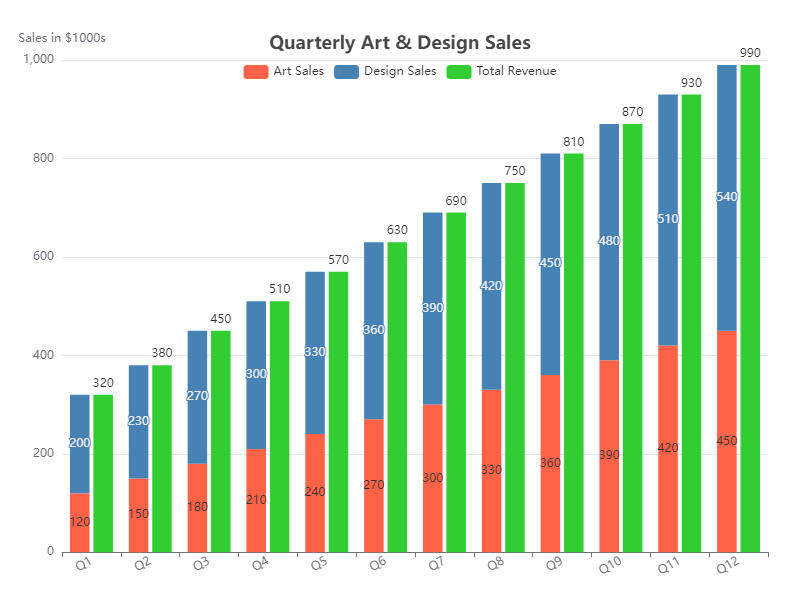 Sales in $1000s
Quarterly Art & Design Sales
Art Sales Design Sales Total Revenue
1,000
800
600
400
200
0
320 380 450 510 570 630 690 750 810 870 930 990
200 230 270 300 330 360 390 420 450 480 510 540
120 150 180 210 240 270 300 330 360 390 420 450
Q1 Q2 Q3 Q4 Q5 Q6 Q7 Q8 Q9 Q10 Q11 Q12